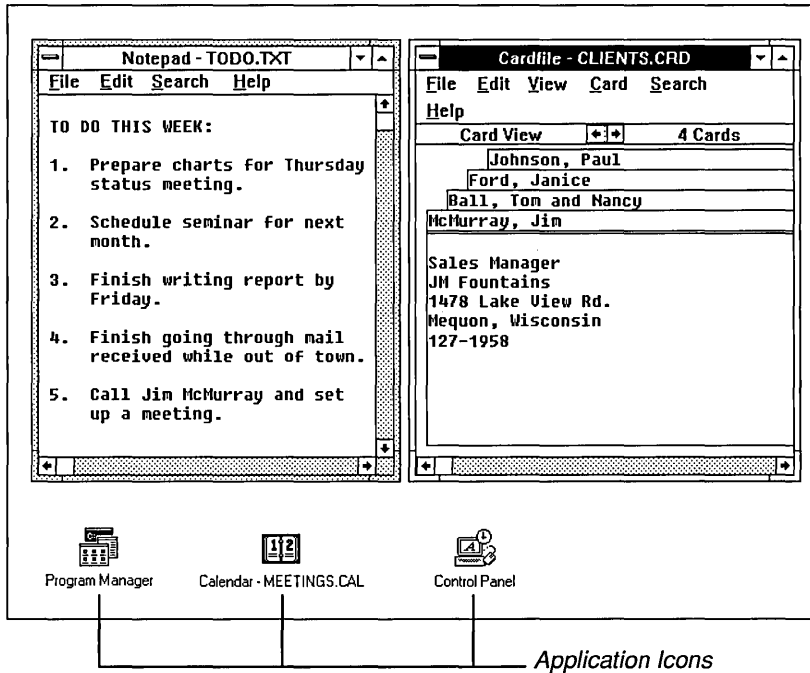 Notepad - TODO.TXT
File Edit Search Help
TO DO THIS WEEK:
1. Prepare charts for Thursday
status meeting.
2. Schedule seminar for next
month.
3. Finish writing report by
Friday.
4. Finish going through mail
received while out of town.
5. Call Jim McMurray and set
up a meeting.
Cardfile - CLIENTS.CRD
File Edit View Card Search
Help
Card View 4 Cards
Johnson, Paul
Ford, Janice
Ball, Tom and Nancy
McMurray, Jim
Sales Manager
JM Fountains
1478 Lake View Rd.
Mequon, Wisconsin
127-1958
Program Manager
Calendar - MEETINGS.CAL
Control Panel
Application Icons